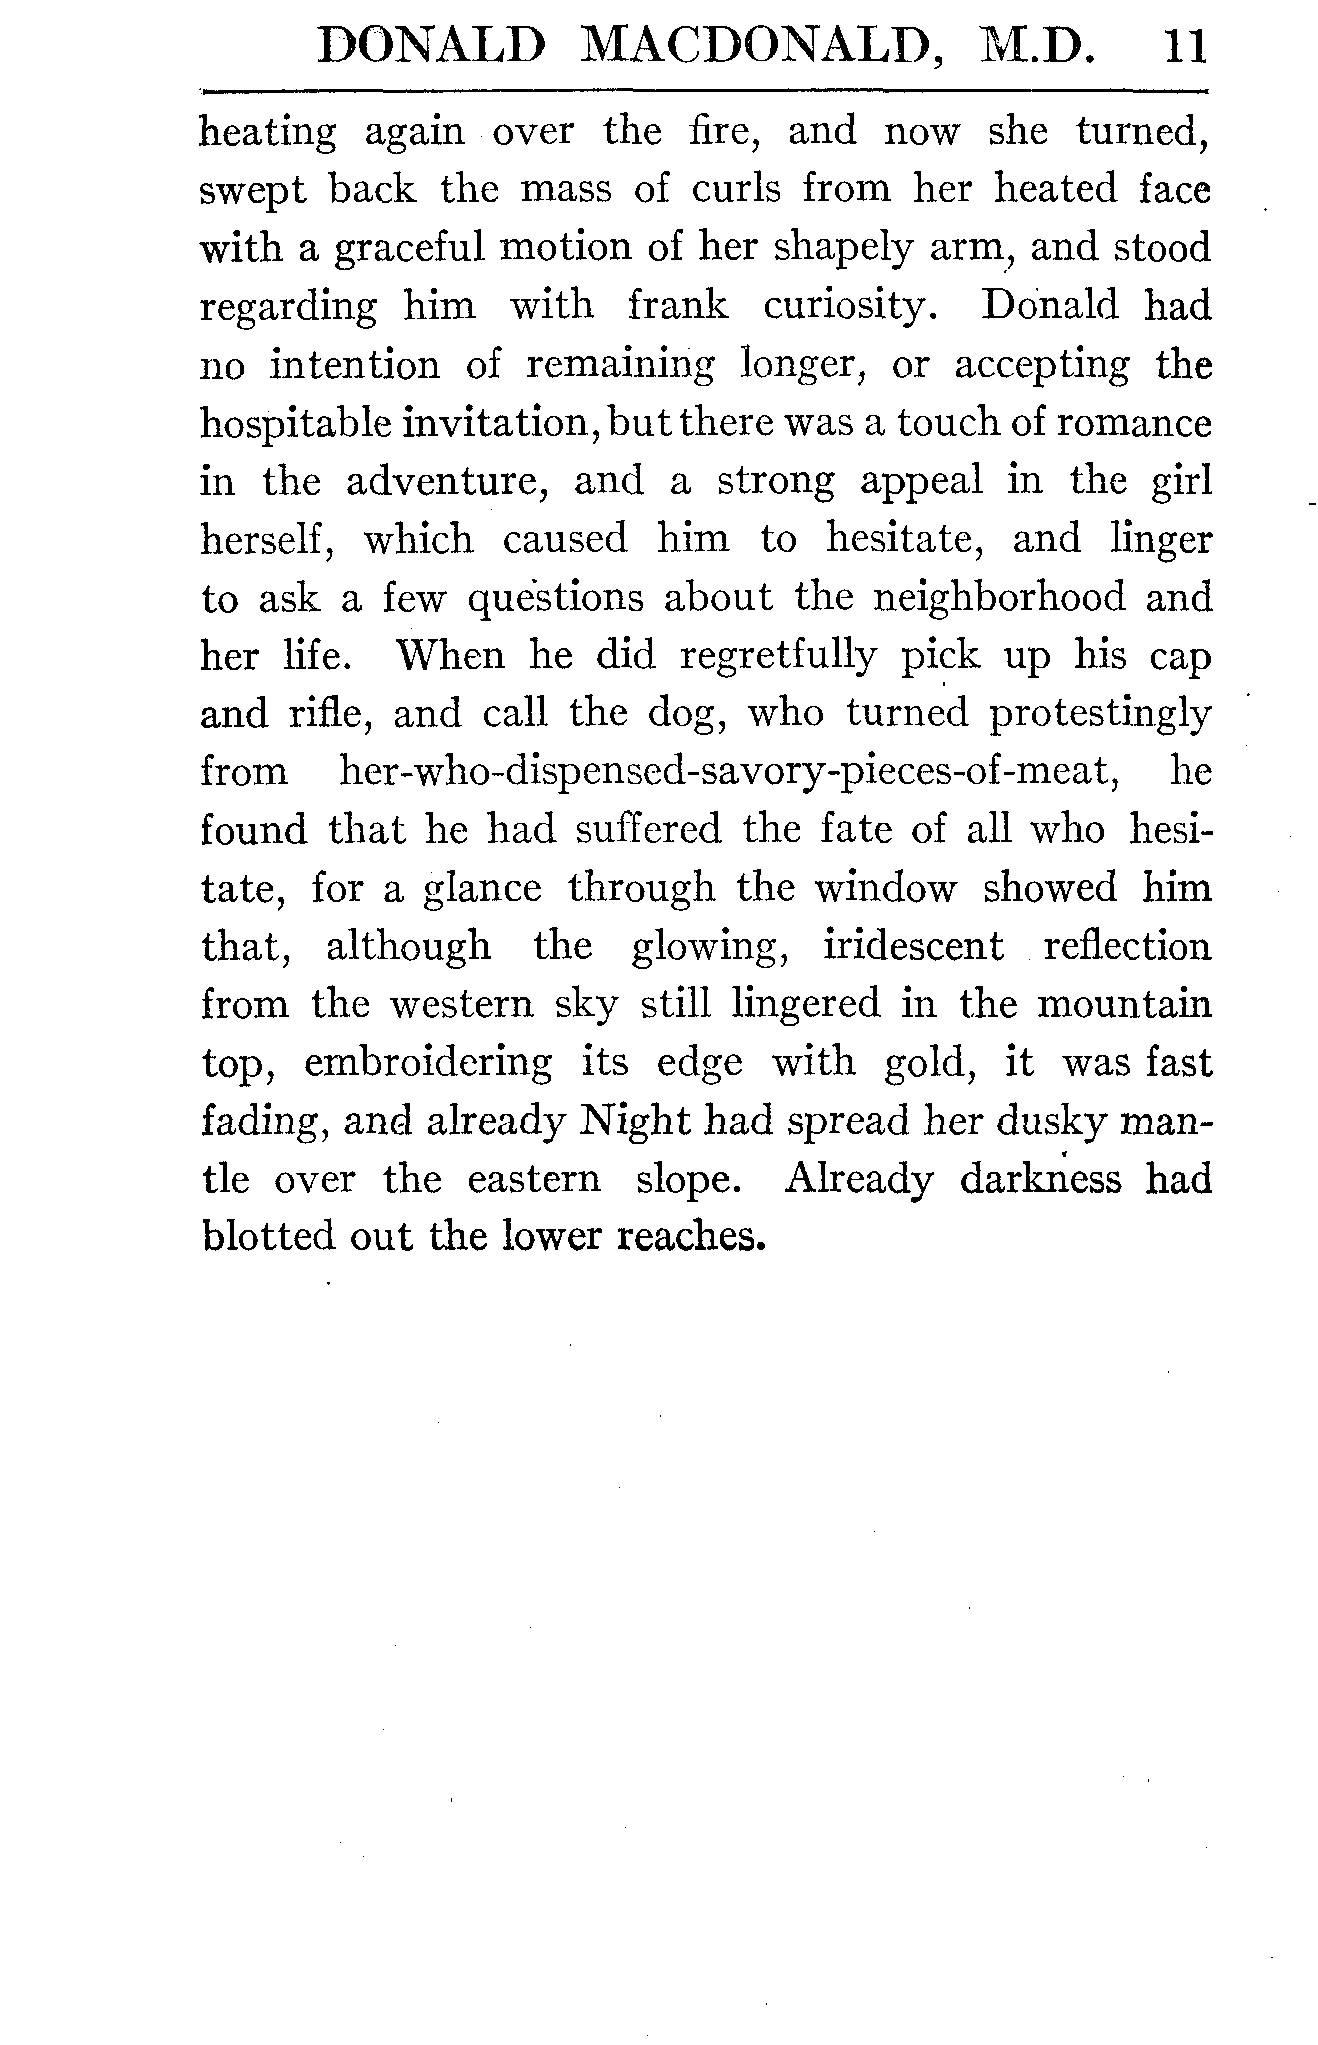 DONALD MACDONALD, M.D. 11
heating again over the fire, and now she turned,
swept back the mass of curls from her heated face
with a graceful motion of her shapely arm, and stood
regarding him with frank curiosity. Donald had
no intention of remaining longer, or accepting the
hospitable invitation, but there was a touch of romance
in the adventure, and a strong appeal in the girl
herself, which caused him to hesitate, and linger
to ask a few questions about the neighborhood and
her life. When he did regretfully pick up his cap
and rifle, and call the dog, who turned protestingly
from her-who-dispensed-savory-pieces-of-meat, he
found that he had suffered the fate of all who hesi-
tate, for a glance through the window showed him
that, although the glowing, iridescent reflection
from the western sky still lingered in the mountain
top, embroidering its edge with gold, it was fast
fading, and already Night had spread her dusky man-
tle over the eastern slope. Already darkness had
blotted out the lower reaches.